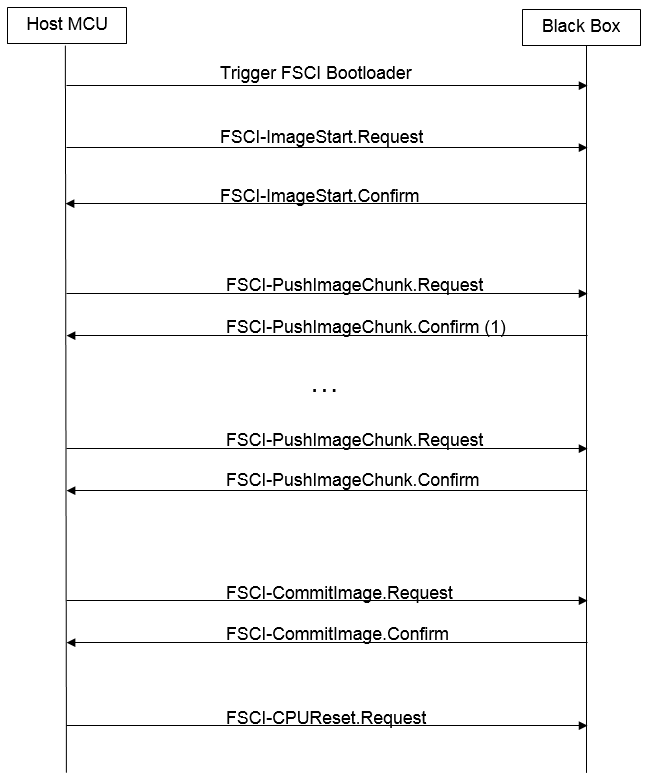 Host MCU
Black Box
Trigger FSCI Bootloader
FSCI-ImageStart.Request
FSCI-ImageStart.Confirm
FSCI-PushImageChunk.Request
FSCI-PushImageChunk.Confirm (1)
...
FSCI-PushImageChunk.Request
FSCI-PushImageChunk.Confirm
FSCI-CommitImage.Request
FSCI-CommitImage.Confirm
FSCI-CPUReset.Request